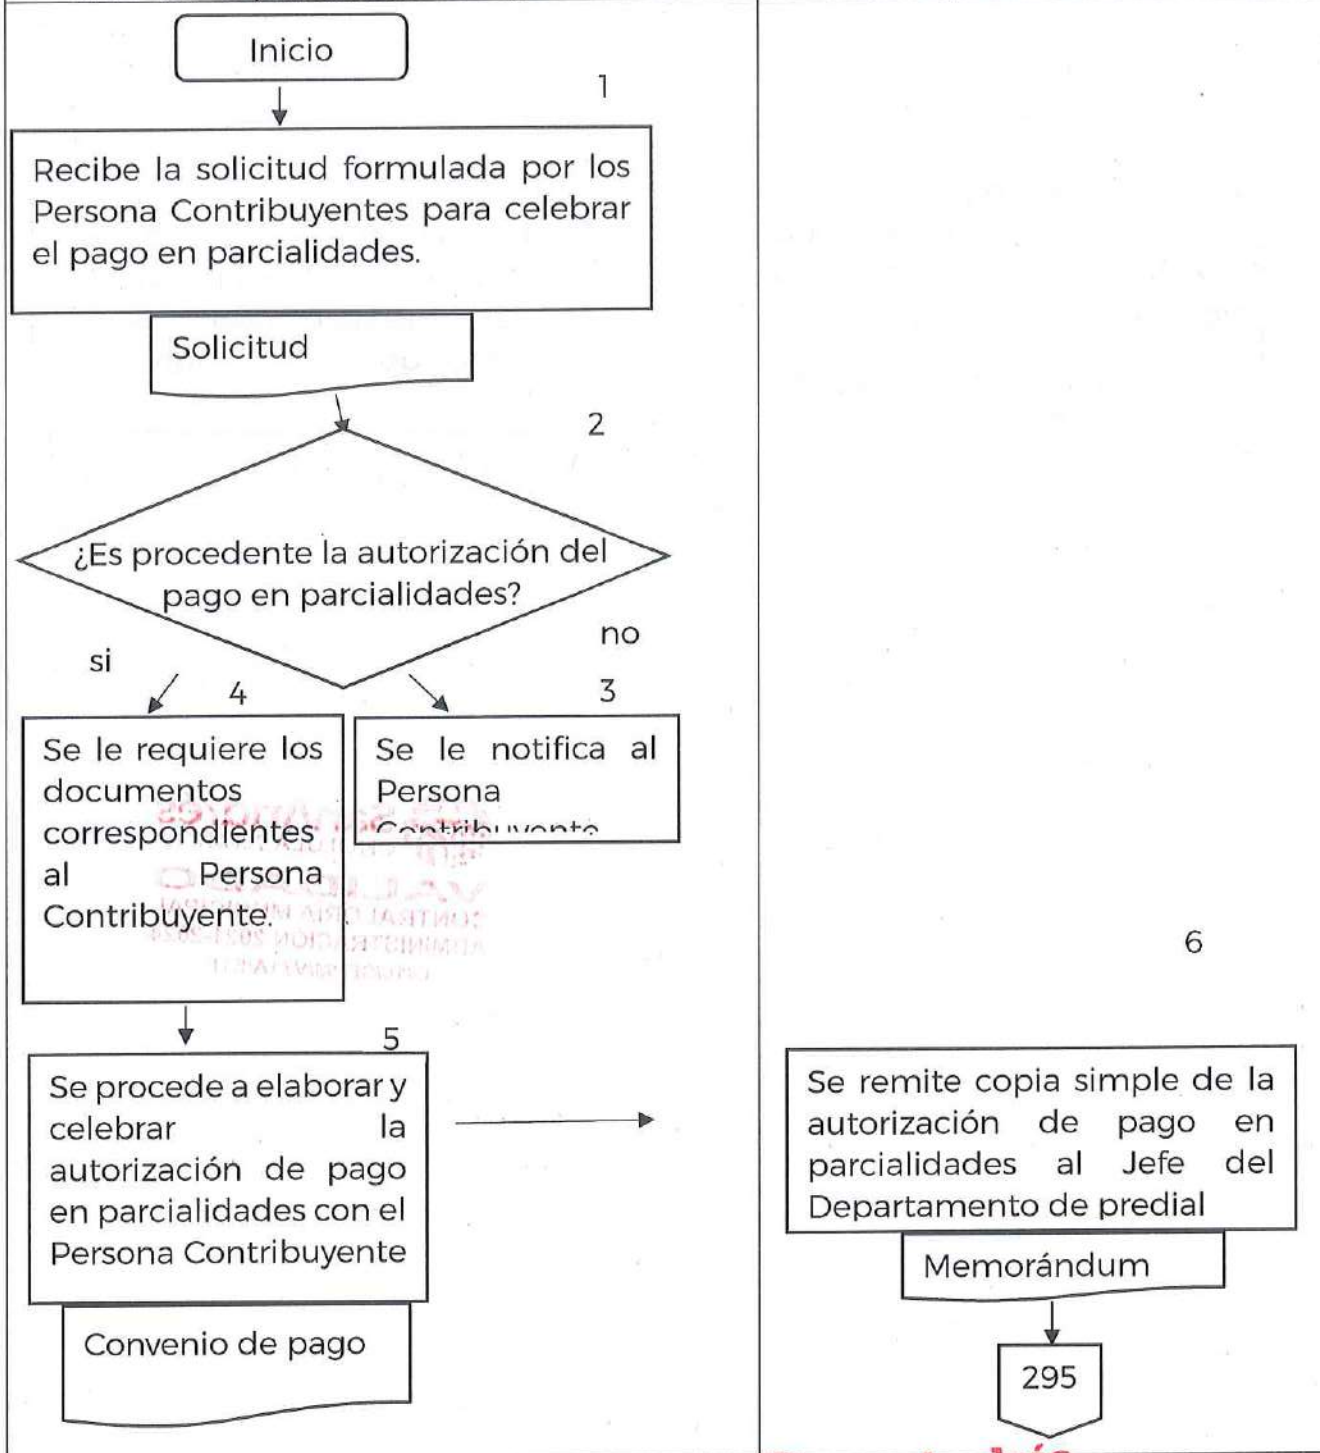 Inicio
1
Recibe la solicitud formulada por los
Persona Contribuyentes para celebrar
el pago en parcialidades.
Solicitud
2
¿Es procedente la autorización del
pago en parcialidades?
si
no
4
3
Se le requiere los
documentos
correspondientes
al Persona
Contribuyente.
Se le notifica al
Persona
Contribuyente
5
Se procede a elaborar y
celebrar la
autorización de pago
en parcialidades con el
Persona Contribuyente
Convenio de pago
6
Se remite copia simple de la
autorización de pago en
parcialidades al Jefe del
Departamento de predial
Memorándum
295